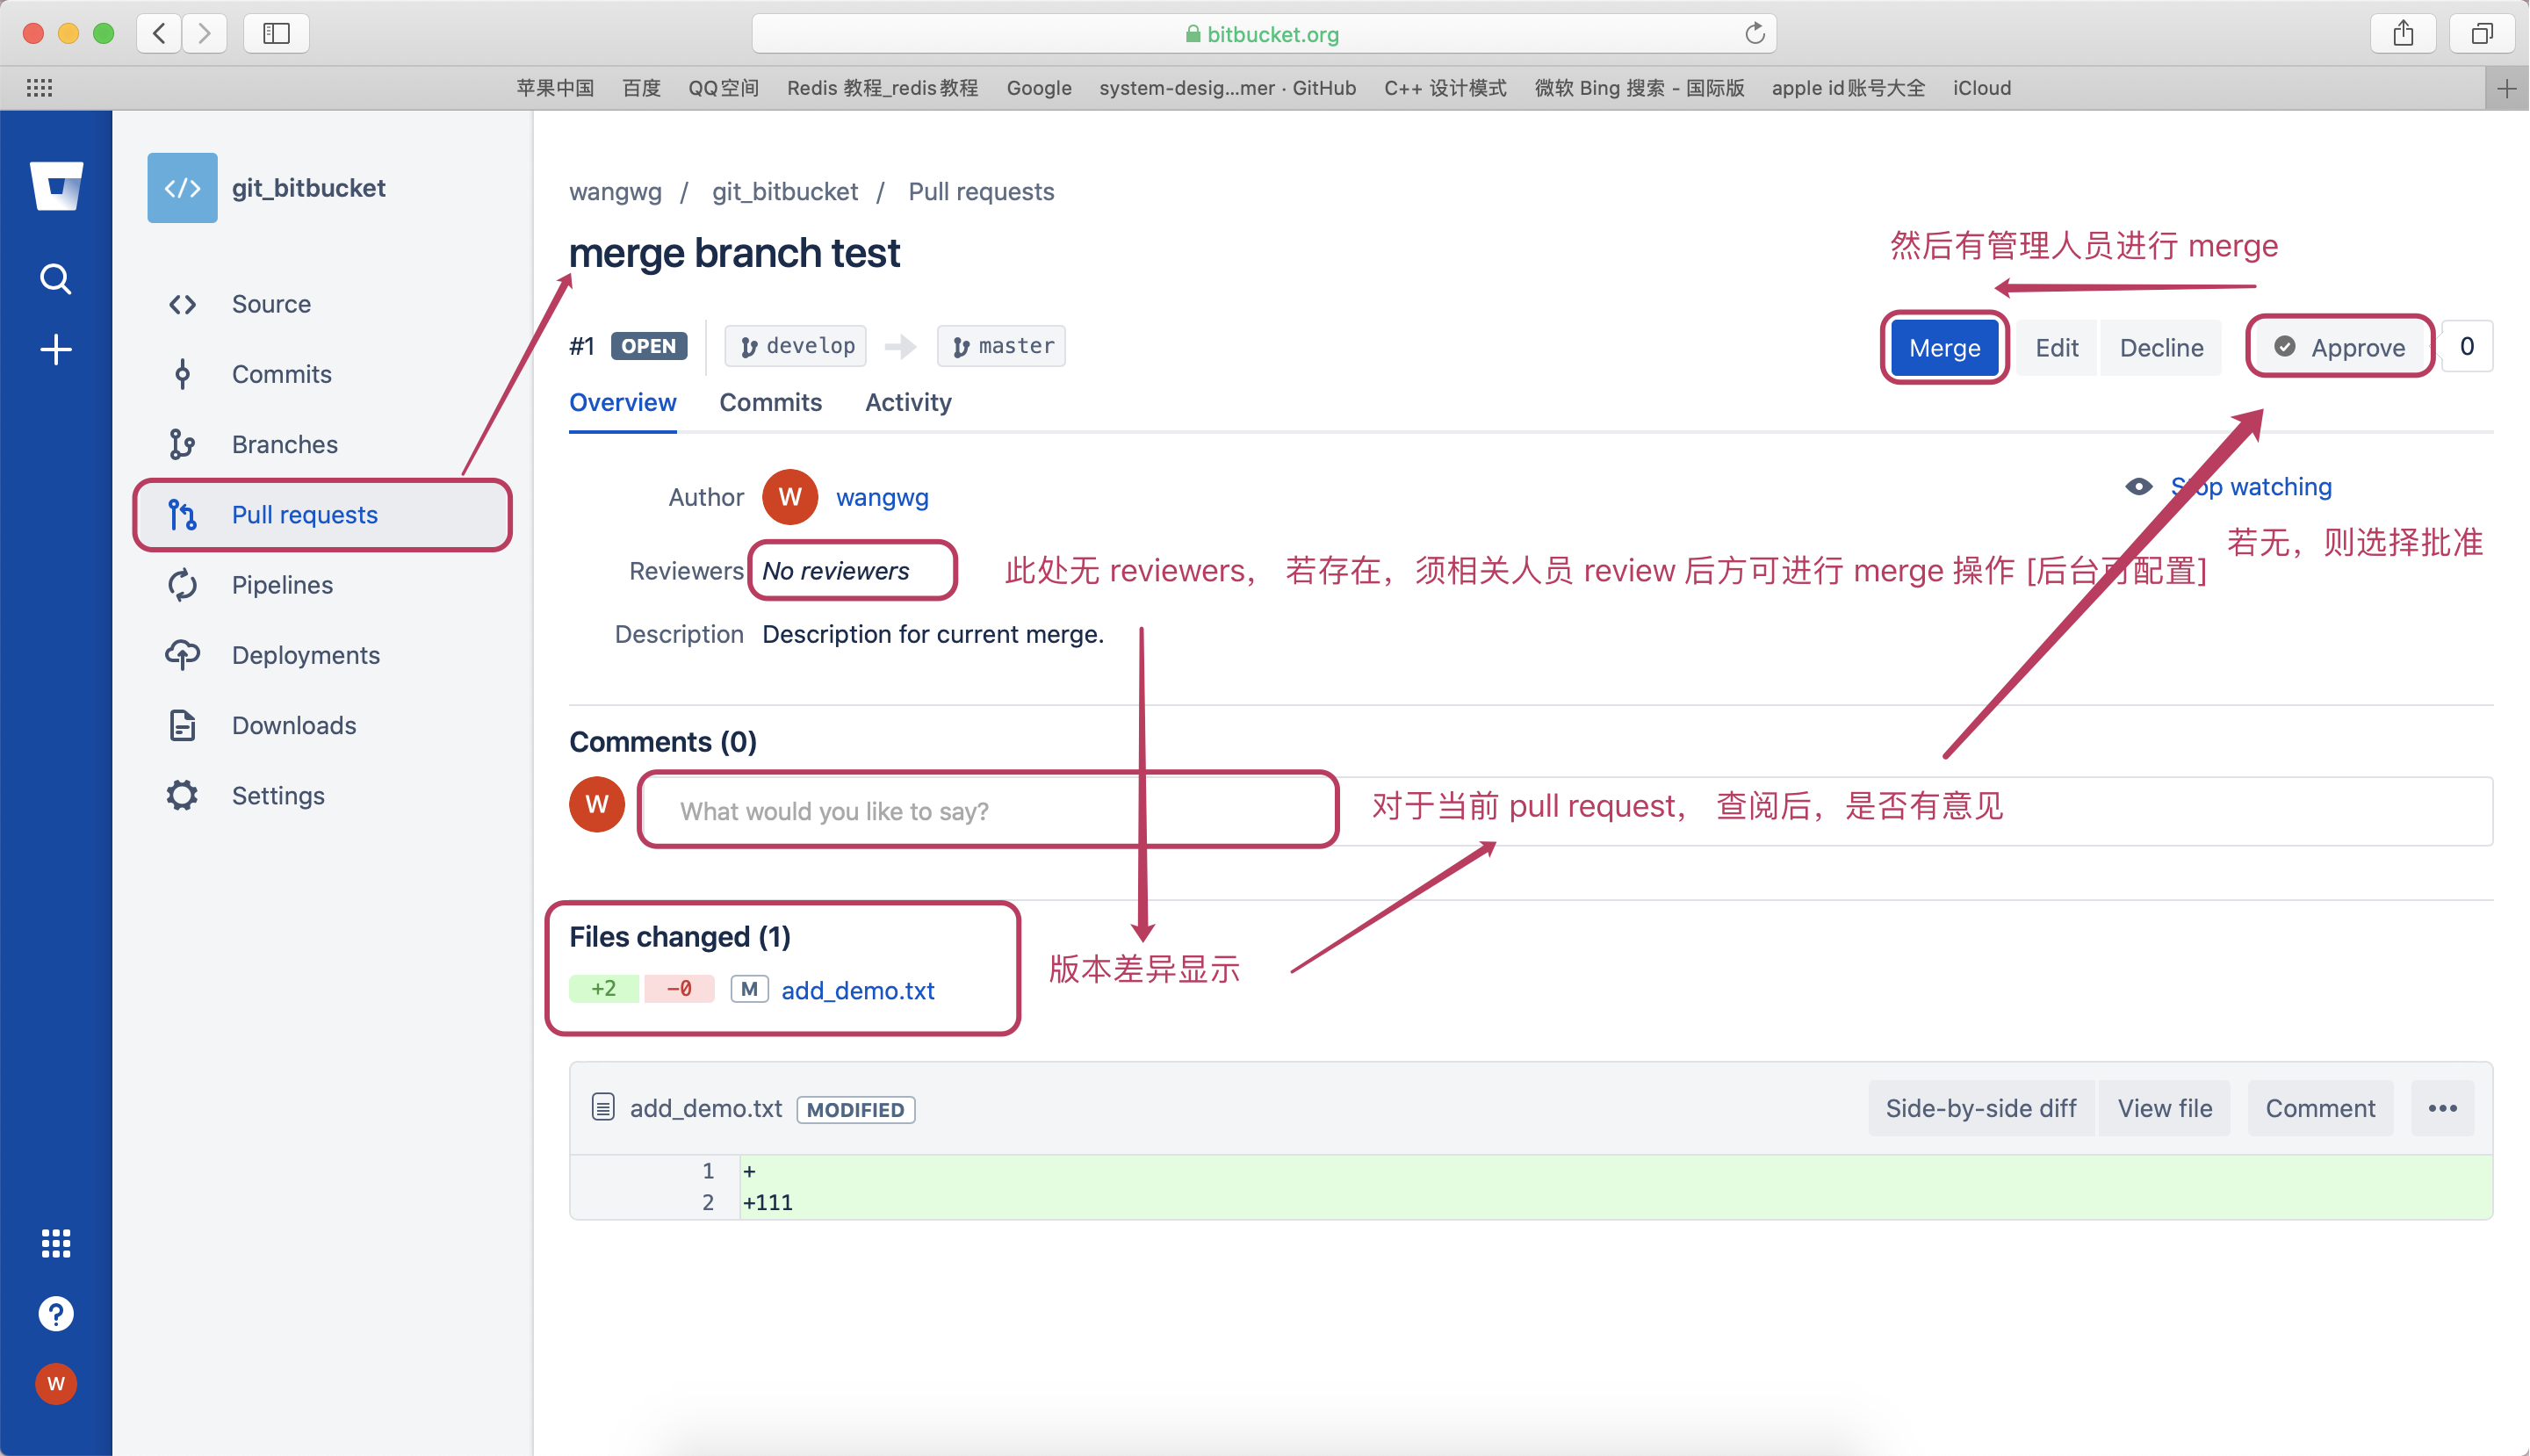 bitbucket.org
苹果中国 百度 QQ空间 Redis 教程_redis教程 Google system-desig...mer · GitHub C++ 设计模式 微软 Bing 搜索 - 国际版 apple id账号大全 iCloud
git_bitbucket
Source
Commits
Branches
Pull requests
Pipelines
Deployments
Downloads
Settings
W
wangwg / git_bitbucket / Pull requests
merge branch test
然后有管理人员进行 merge
#1 OPEN develop master
Merge Edit Decline Approve 0
Overview Commits Activity
Author W wangwg
Stop watching
若无，则选择批准
Reviewers No reviewers
此处无 reviewers， 若存在，须相关人员 review 后方可进行 merge 操作 [后台可配置]
Description Description for current merge.
Comments (0)
W What would you like to say?
对于当前 pull request， 查阅后，是否有意见
Files changed (1)
版本差异显示
+2 −0 M add_demo.txt
add_demo.txt MODIFIED Side-by-side diff View file Comment •••
1 +
2 +111